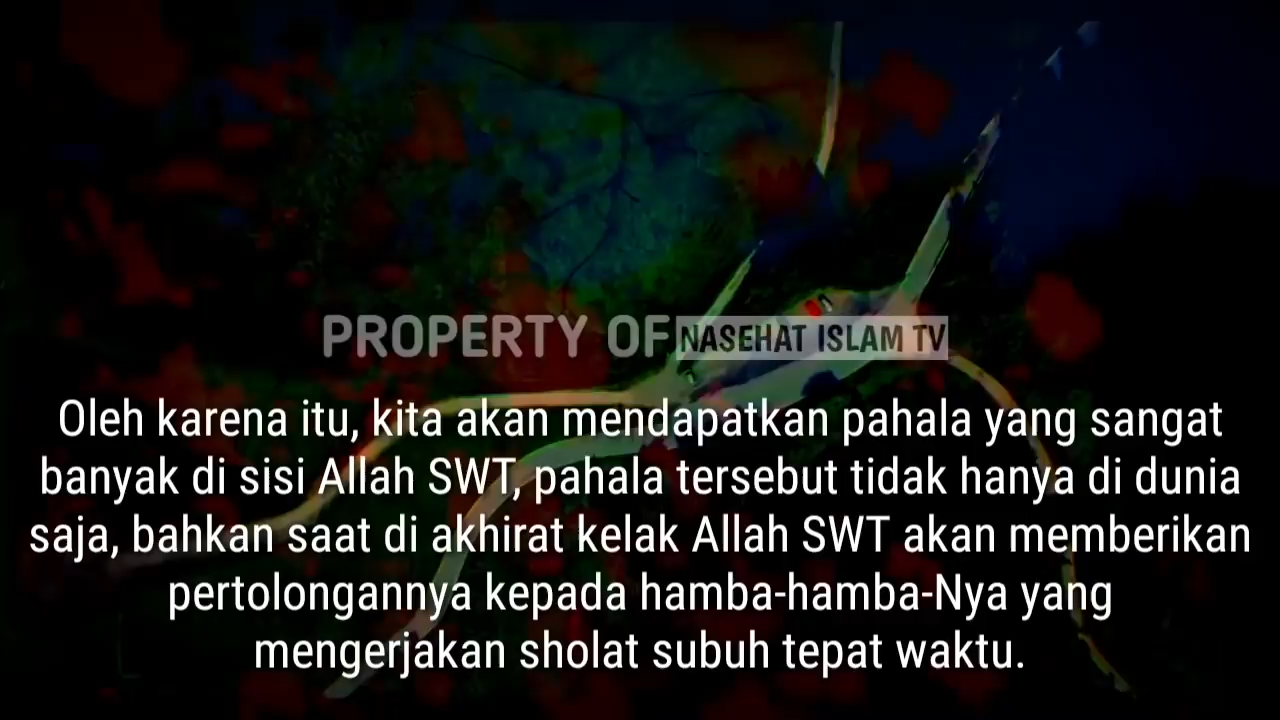 PROPERTY OF NASEHAT ISLAM TV
Oleh karena itu, kita akan mendapatkan pahala yang sangat
banyak di sisi Allah SWT, pahala tersebut tidak hanya di dunia
saja, bahkan saat di akhirat kelak Allah SWT akan memberikan
pertolongannya kepada hamba-hamba-Nya yang
mengerjakan sholat subuh tepat waktu.